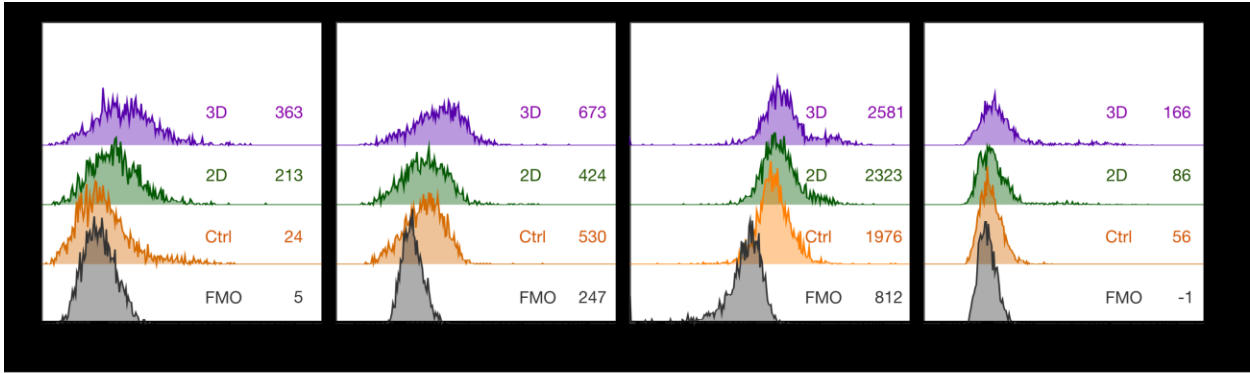 3D 363
2D 213
Ctrl 24
FMO 5
3D 673
2D 424
Ctrl 530
FMO 247
3D 2581
2D 2323
Ctrl 1976
FMO 812
3D 166
2D 86
Ctrl 56
FMO -1